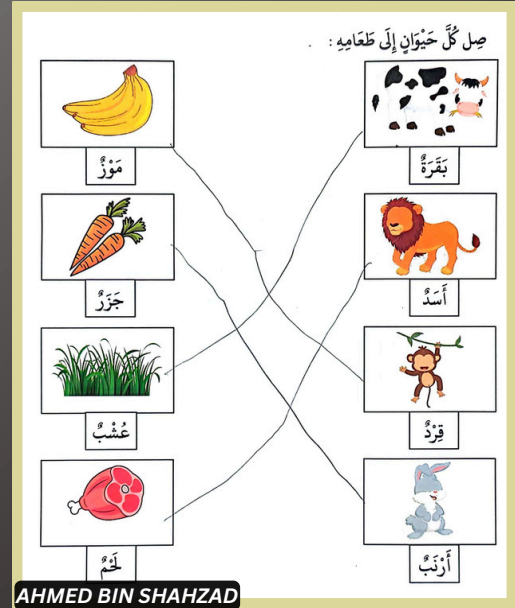 صِل كُلَّ حَيْوَانٍ إِلَى طَعَامِهِ :
بَقَرَةٌ
مَوْزٌ
أَسَدٌ
جَزَرٌ
قِرْدٌ
عُشْبٌ
أَرْنَبٌ
لَحْمٌ
AHMED BIN SHAHZAD